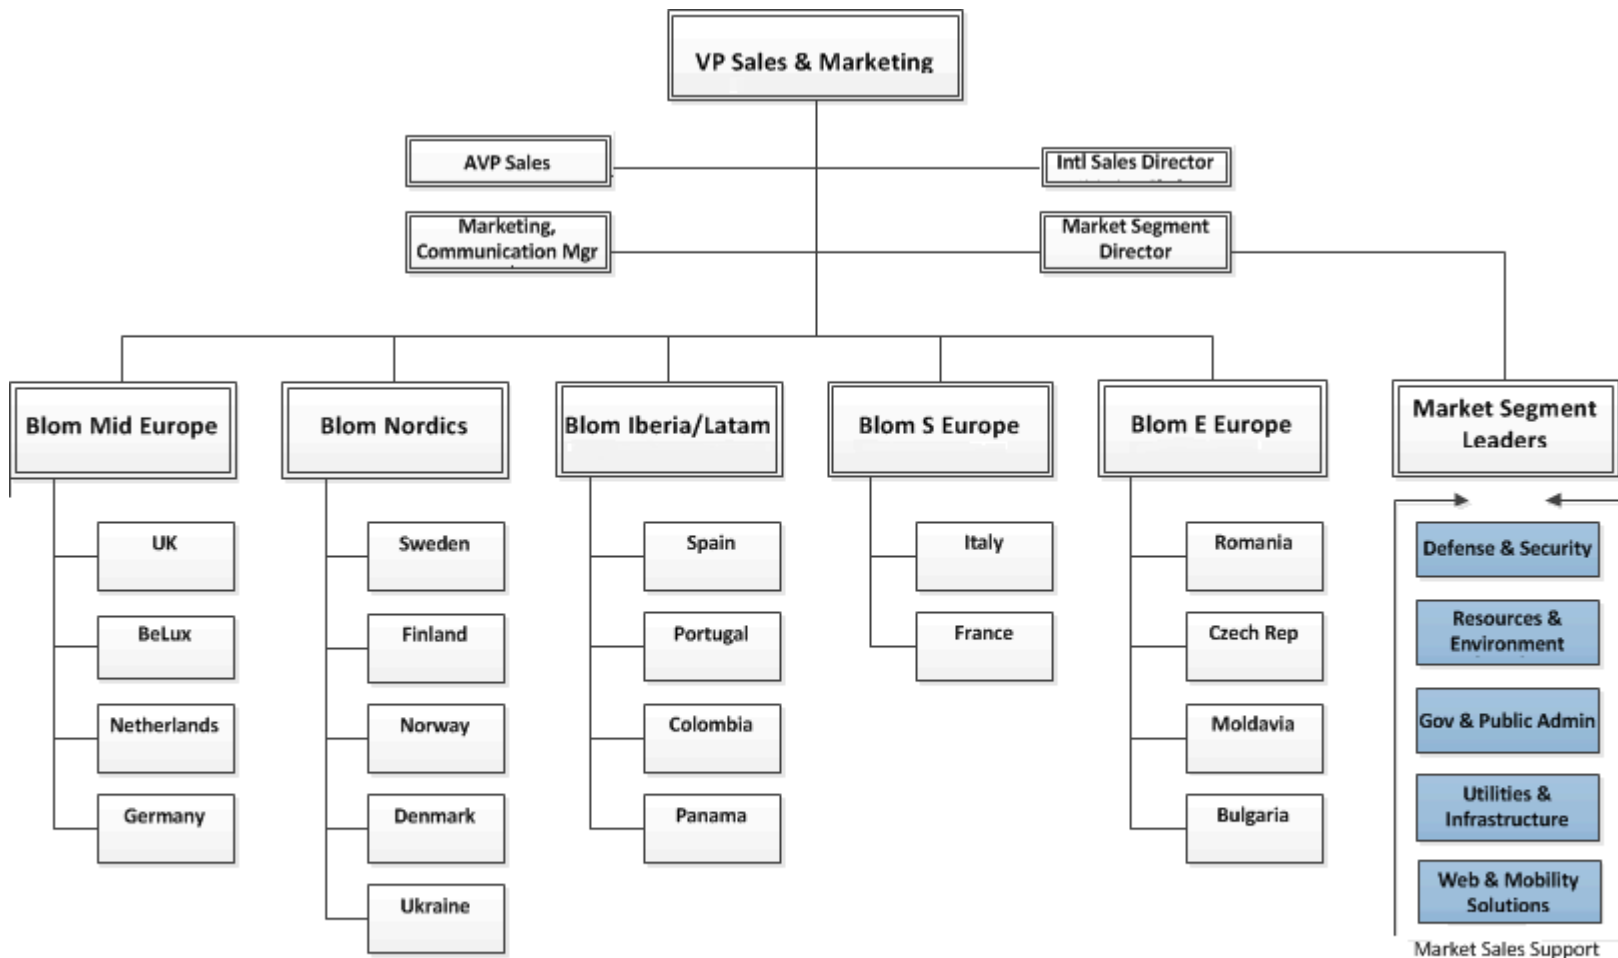 VP Sales & Marketing
AVP Sales
Intl Sales Director
Marketing,
Communication Mgr
Market Segment
Director
Blom Mid Europe
Blom Nordics
Blom Iberia/Latam
Blom S Europe
Blom E Europe
Market Segment
Leaders
UK
BeLux
Netherlands
Germany
Sweden
Finland
Norway
Denmark
Ukraine
Spain
Portugal
Colombia
Panama
Italy
France
Romania
Czech Rep
Moldavia
Bulgaria
Defense & Security
Resources &
Environment
Gov & Public Admin
Utilities &
Infrastructure
Web & Mobility
Solutions
Market Sales Support